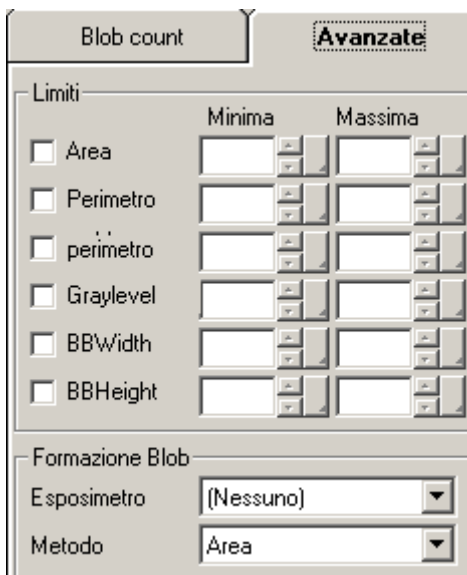 Blob count Avanzate
Limiti
Minima Massima
Area
Perimetro
perimetro
Graylevel
BBWidth
BBHeight
Formazione Blob
Esposimetro (Nessuno)
Metodo Area